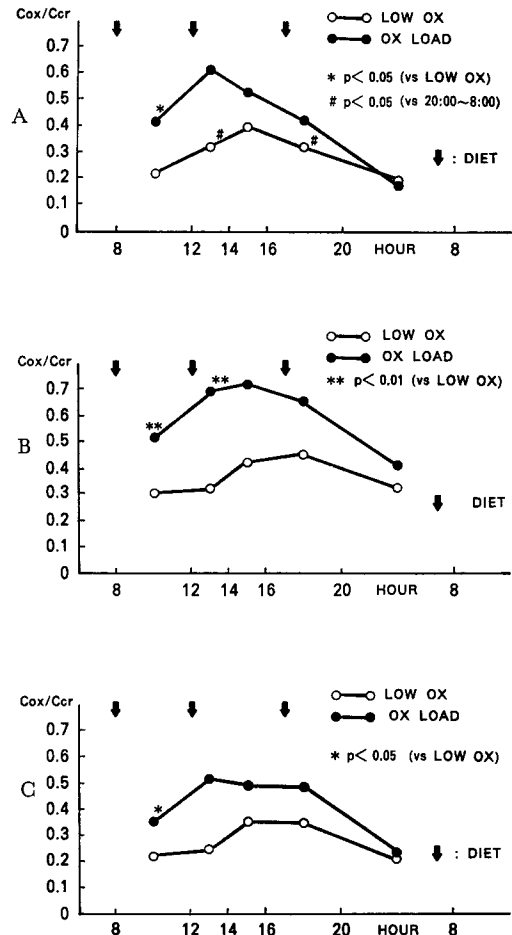 Cox/Ccr
LOW OX
OX LOAD
* p< 0.05 (vs LOW OX)
# p< 0.05 (vs 20:00~8:00)
: DIET
A
0.7
0.6
0.5
0.4
0.3
0.2
0.1
0
*
#
#
8 12 14 16 20 HOUR 8
Cox/Ccr
LOW OX
OX LOAD
** p< 0.01 (vs LOW OX)
DIET
B
0.7
0.6
0.5
0.4
0.3
0.2
0.1
0
**
**
8 12 14 16 20 HOUR 8
Cox/Ccr
LOW OX
OX LOAD
* p< 0.05 (vs LOW OX)
: DIET
C
0.7
0.6
0.5
0.4
0.3
0.2
0.1
0
*
8 12 14 16 20 HOUR 8